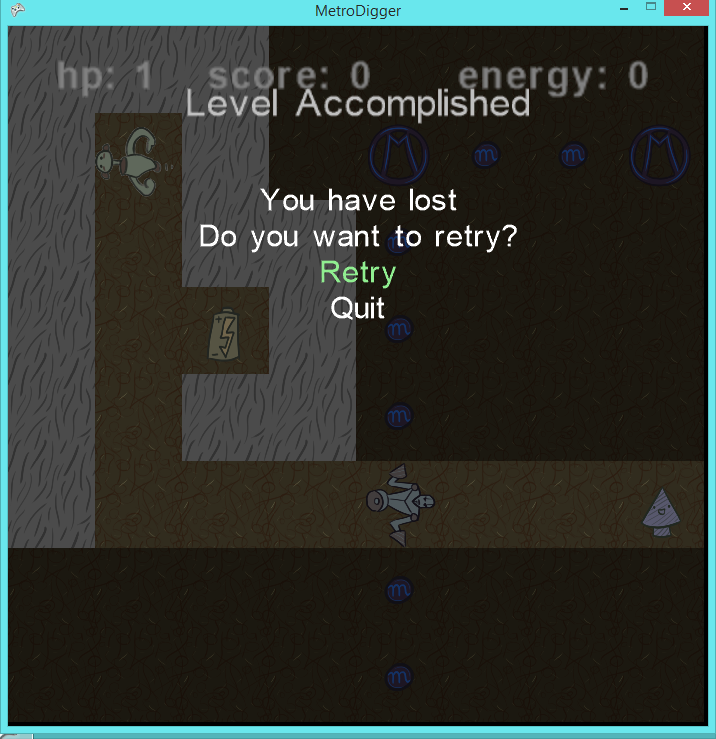 MetroDigger
hp: 1 score: 0 energy: 0
Level Accomplished
M m m M
You have lost
Do you want to retry?
Retry
Quit
m
m
m
m